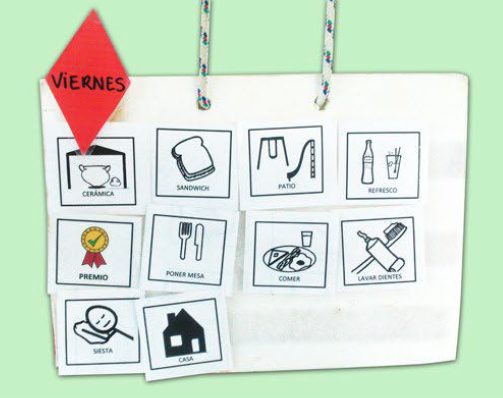 VIERNES
CERÁMICA
SANDWICH
PATIO
REFRESCO
PREMIO
PONER MESA
COMER
LAVAR DIENTES
SIESTA
CASA